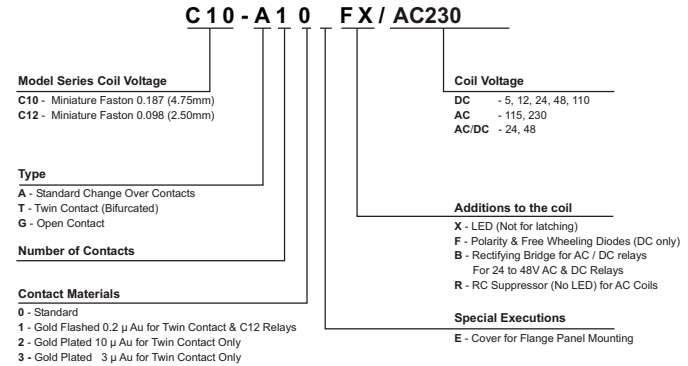 C10-A10 FX/ AC230
Model Series Coil Voltage
C10 - Miniature Faston 0.187 (4.75mm)
C12 - Miniature Faston 0.098 (2.50mm)
Type
A - Standard Change Over Contacts
T - Twin Contact (Bifurcated)
G - Open Contact
Number of Contacts
Contact Materials
0 - Standard
1 - Gold Flashed 0.2 µ Au for Twin Contact & C12 Relays
2 - Gold Plated 10 µ Au for Twin Contact Only
3 - Gold Plated 3 µ Au for Twin Contact Only
Coil Voltage
DC - 5, 12, 24, 48, 110
AC - 115, 230
AC/DC - 24, 48
Additions to the coil
X - LED (Not for latching)
F - Polarity & Free Wheeling Diodes (DC only)
B - Rectifying Bridge for AC / DC relays
For 24 to 48V AC & DC Relays
R - RC Suppressor (No LED) for AC Coils
Special Executions
E - Cover for Flange Panel Mounting